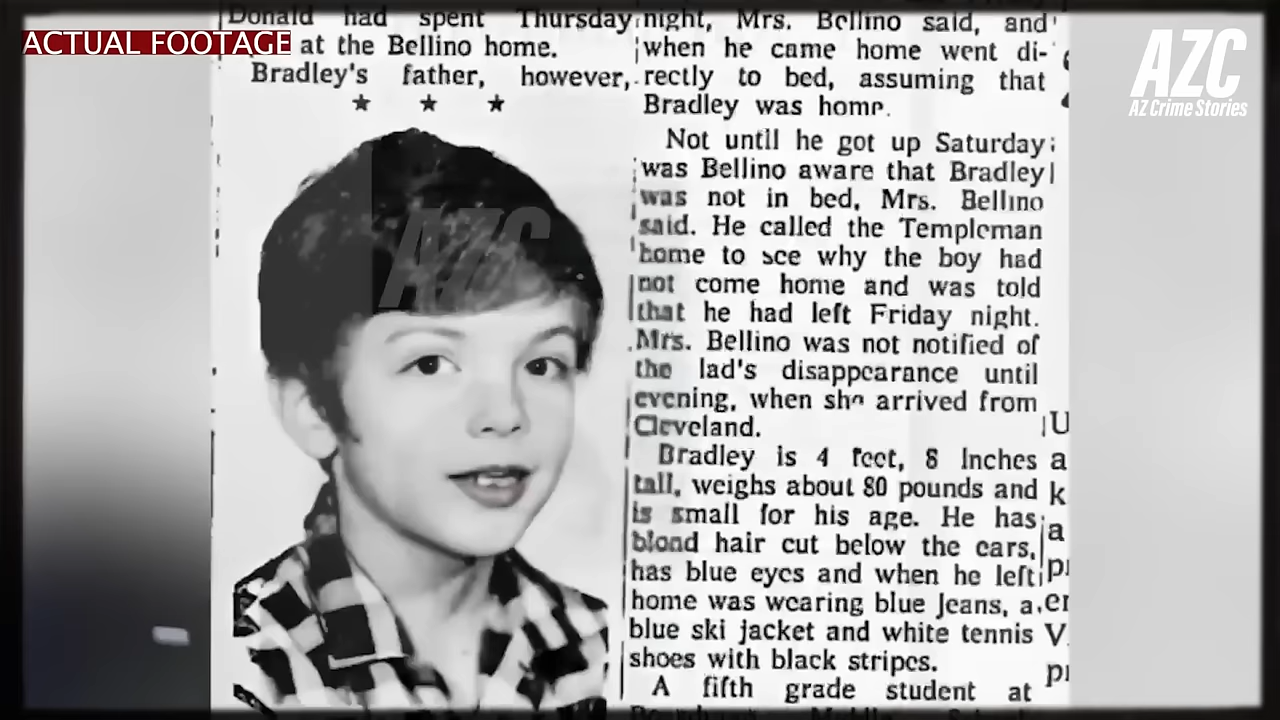 ACTUAL FOOTAGE
AZC
AZ Crime Stories
Donald had spent Thursday
at the Bellino home.
Bradley's father, however,
★ ★ ★
AZC
night, Mrs. Bellino said, and
when he came home went di-
rectly to bed, assuming that
Bradley was home.
Not until he got up Saturday
was Bellino aware that Bradley
was not in bed, Mrs. Bellino
said. He called the Templeman
home to see why the boy had
not come home and was told
that he had left Friday night.
Mrs. Bellino was not notified of
the lad's disappearance until
evening, when she arrived from
Cleveland.
Bradley is 4 feet, 8 Inches
tall, weighs about 80 pounds and
is small for his age. He has
blond hair cut below the ears,
has blue eyes and when he left
home was wearing blue jeans, a
blue ski jacket and white tennis
shoes with black stripes.
A fifth grade student at
U
a
k
a
pr
er
V
pr